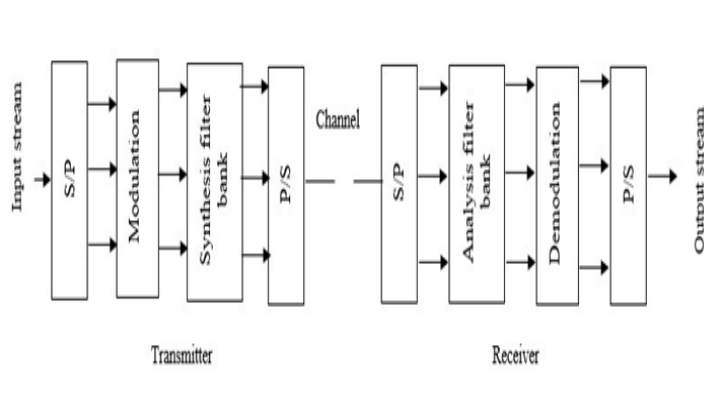 Input stream
S/P
Modulation
Synthesis filter
bank
P/S
Channel
S/P
Analysis filter
bank
Demodulation
P/S
Output stream
Transmitter
Receiver